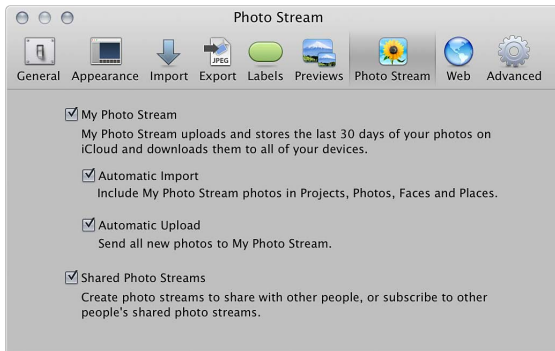 Photo Stream
JPEG
General Appearance Import Export Labels Previews Photo Stream Web Advanced
My Photo Stream
My Photo Stream uploads and stores the last 30 days of your photos on
iCloud and downloads them to all of your devices.
Automatic Import
Include My Photo Stream photos in Projects, Photos, Faces and Places.
Automatic Upload
Send all new photos to My Photo Stream.
Shared Photo Streams
Create photo streams to share with other people, or subscribe to other
people's shared photo streams.